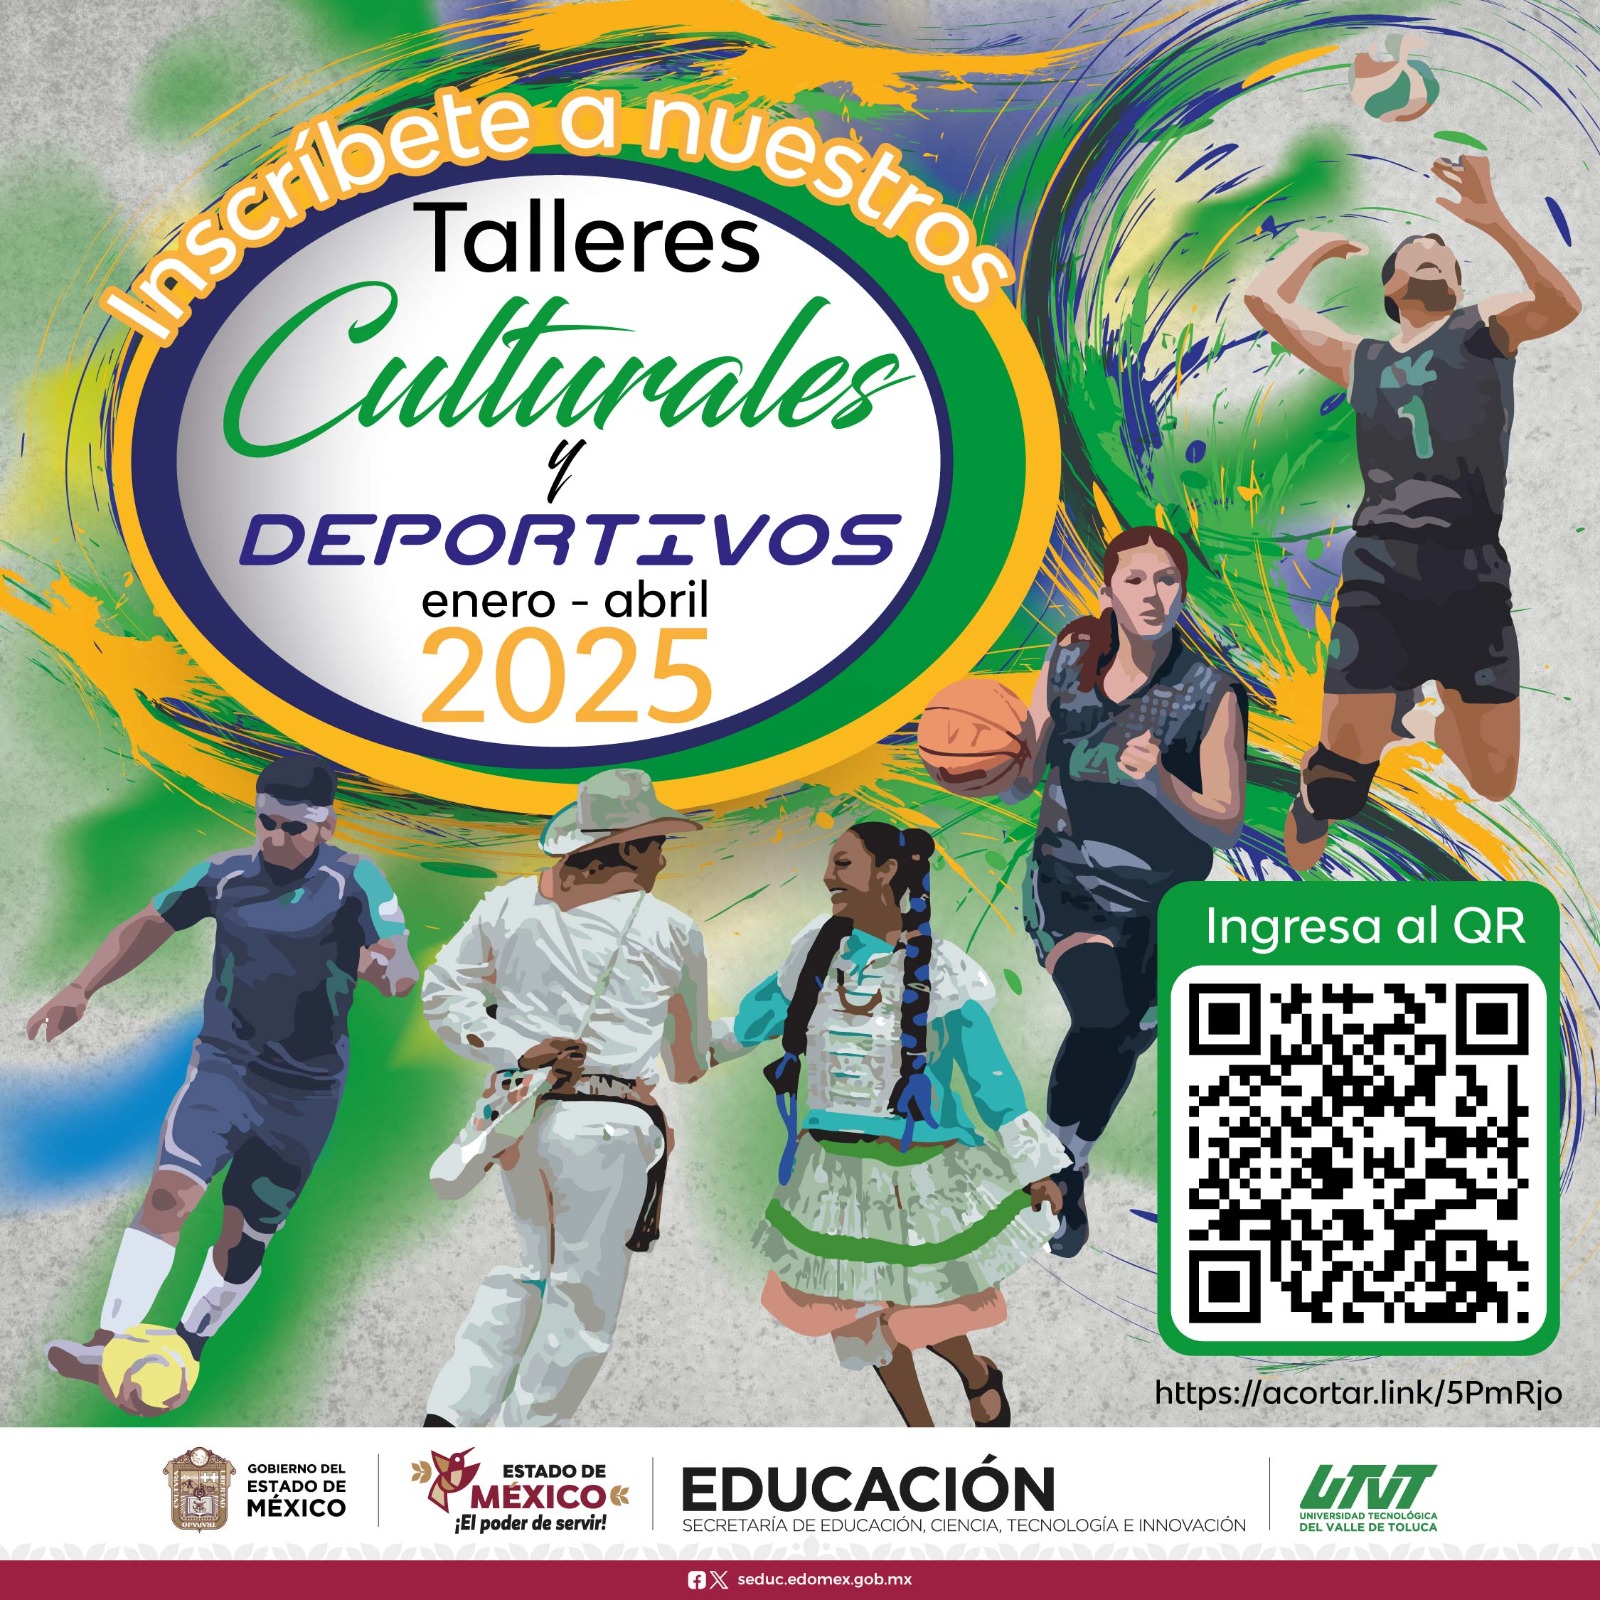 Inscríbete a nuestros
Talleres
Culturales
y
DEPORTIVOS
enero - abril
2025
1
Ingresa al QR
https://acortar.link/5PmRjo
GOBIERNO DEL
ESTADO DE
MÉXICO
ESTADO DE
MÉXICO
¡El poder de servir!
EDUCACIÓN
SECRETARÍA DE EDUCACIÓN, CIENCIA, TECNOLOGÍA E INNOVACIÓN
UTVT
UNIVERSIDAD TECNOLÓGICA
DEL VALLE DE TOLUCA
seduc.edomex.gob.mx